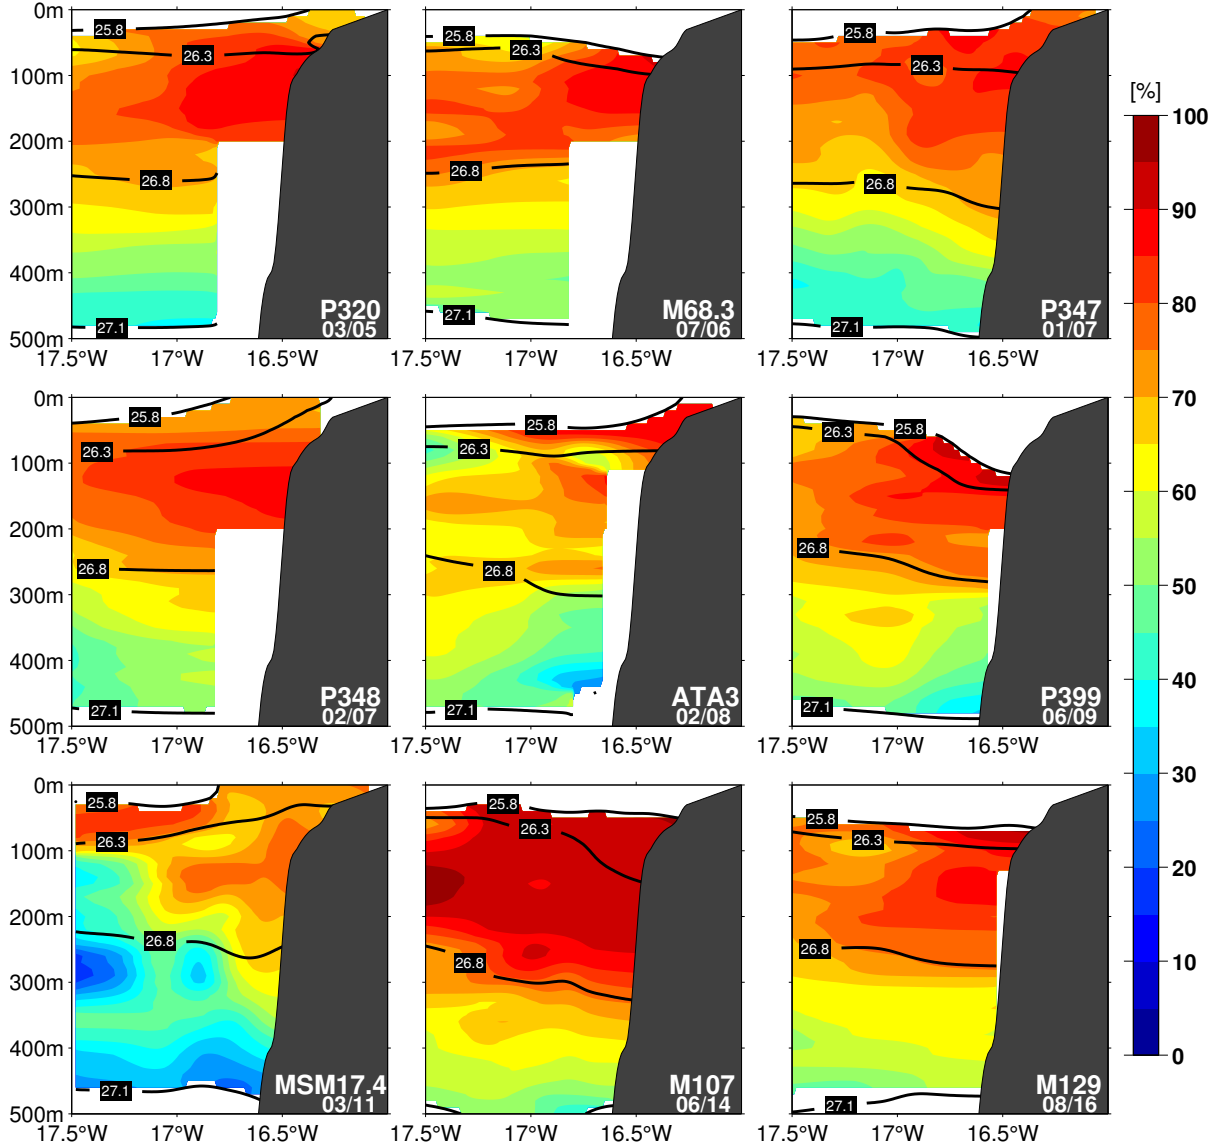 0m
100m
200m
300m
400m
500m
25.8
26.3
26.8
27.1
P320
03/05
17.5°W
17°W
16.5°W
25.8
26.3
26.8
27.1
M68.3
07/06
17.5°W
17°W
16.5°W
25.8
26.3
26.8
27.1
P347
01/07
17.5°W
17°W
16.5°W
0m
100m
200m
300m
400m
500m
25.8
26.3
26.8
27.1
P348
02/07
17.5°W
17°W
16.5°W
25.8
26.3
26.8
27.1
ATA3
02/08
17.5°W
17°W
16.5°W
25.8
26.3
26.8
27.1
P399
06/09
17.5°W
17°W
16.5°W
0m
100m
200m
300m
400m
500m
25.8
26.3
26.8
27.1
MSM17.4
03/11
17.5°W
17°W
16.5°W
25.8
26.3
26.8
27.1
M107
06/14
17.5°W
17°W
16.5°W
25.8
26.3
26.8
27.1
M129
08/16
17.5°W
17°W
16.5°W
[%]
100
90
80
70
60
50
40
30
20
10
0